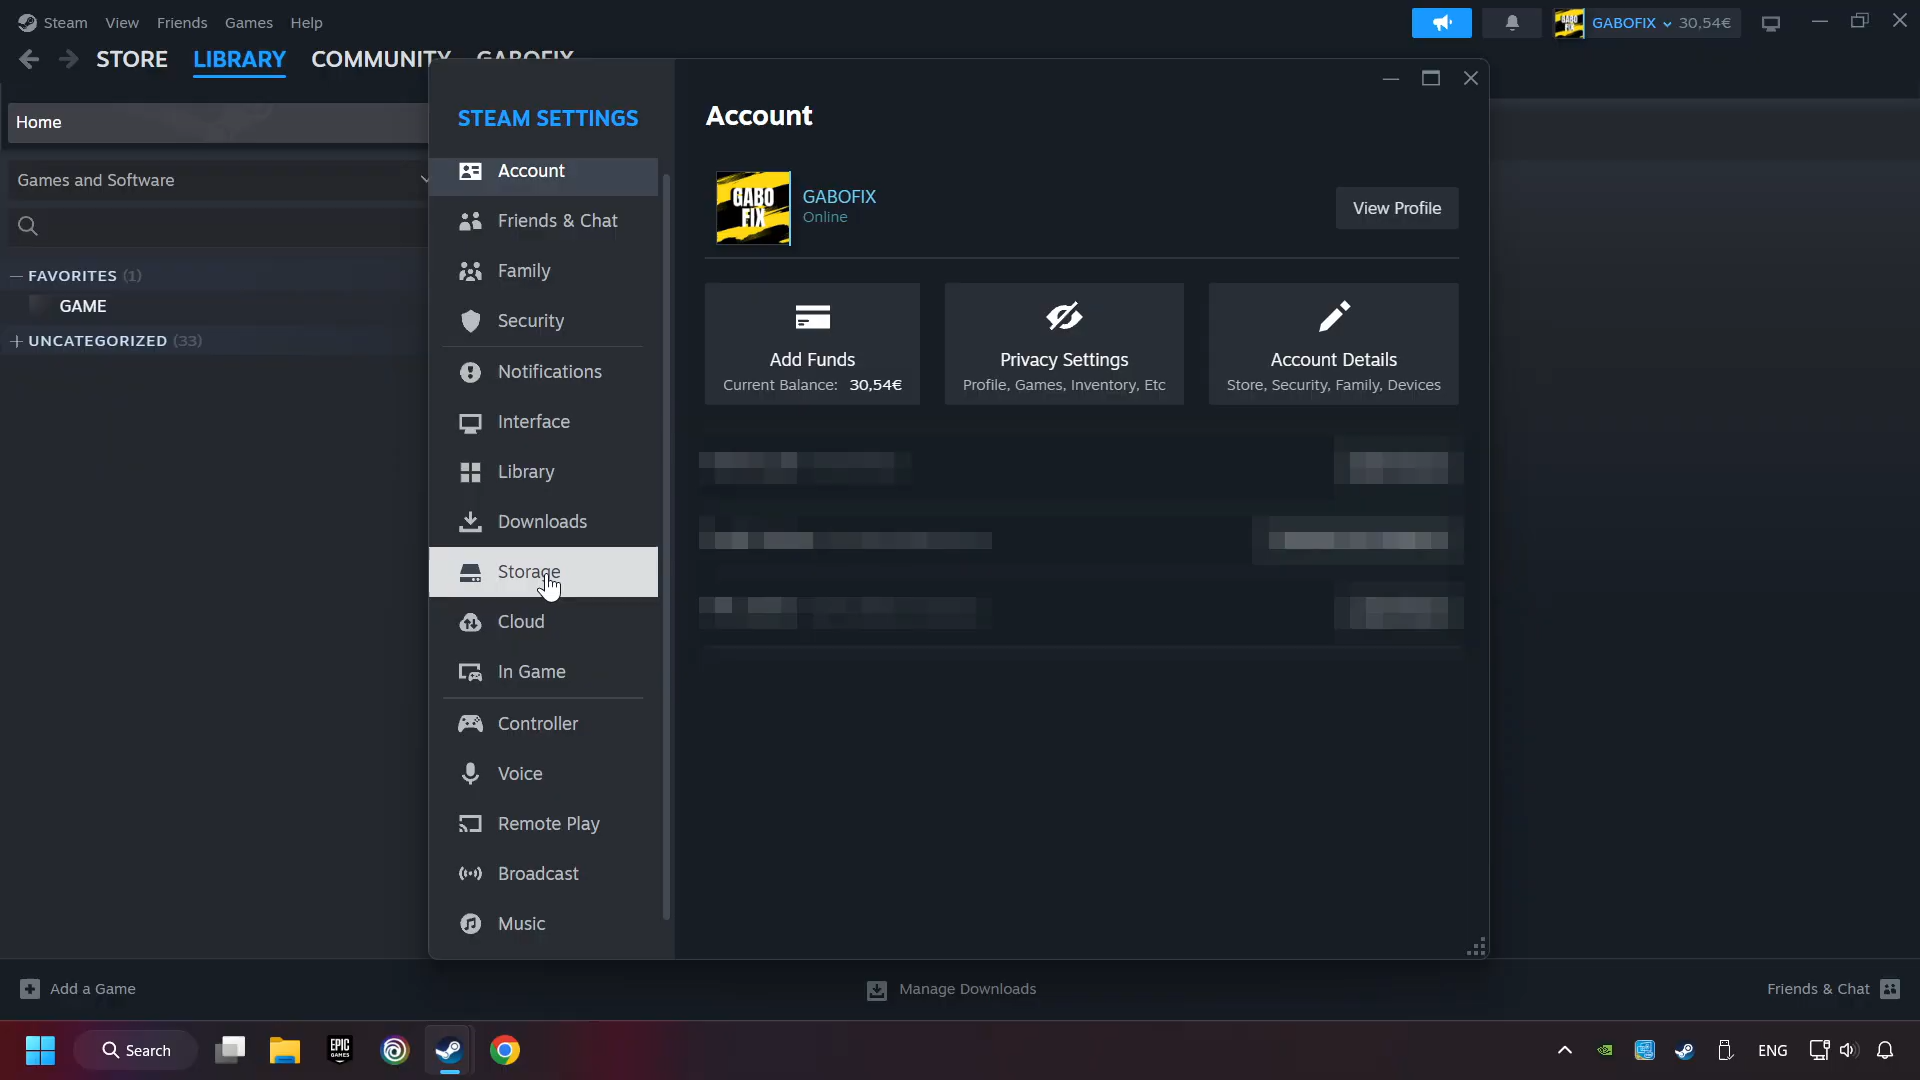 Steam View Friends Games Help
GABOFIX 30,54€
STORE LIBRARY COMMUNITY GABOFIX
Home
Games and Software
FAVORITES (1)
GAME
UNCATEGORIZED (33)
STEAM SETTINGS
Account
Friends & Chat
Family
Security
Notifications
Interface
Library
Downloads
Storage
Cloud
In Game
Controller
Voice
Remote Play
Broadcast
Music
Account
GABO
FIX
GABOFIX
Online
View Profile
Add Funds
Current Balance: 30,54€
Privacy Settings
Profile, Games, Inventory, Etc
Account Details
Store, Security, Family, Devices
Add a Game
Manage Downloads
Friends & Chat
Search
EPIC
GAMES
ENG